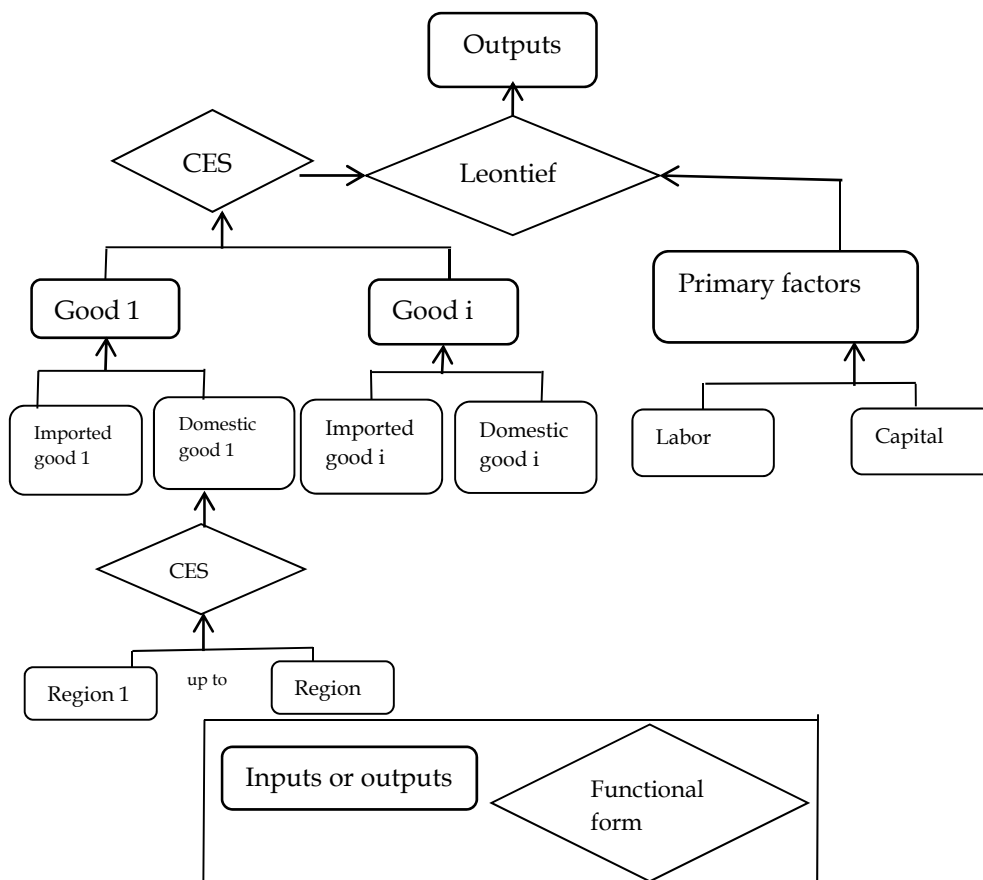 Outputs
CES
Leontief
Good 1
Good i
Primary factors
Imported
good 1
Domestic
good 1
Imported
good i
Domestic
good i
Labor
Capital
CES
Region 1
up to
Region
Inputs or outputs
Functional
form